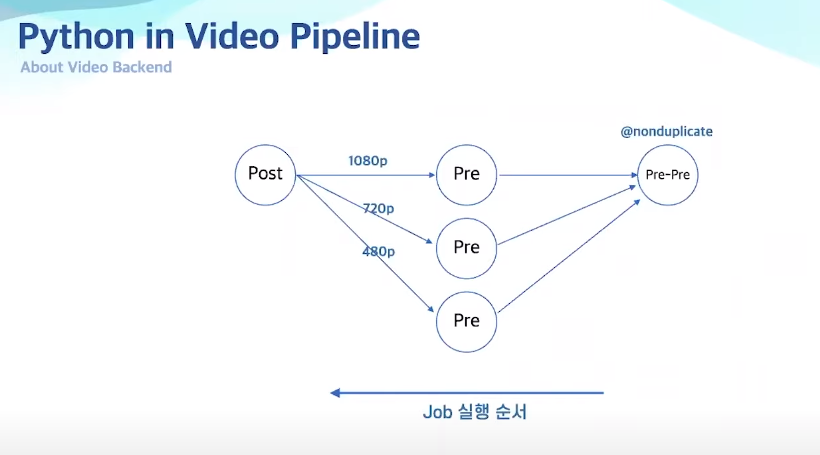 Python in Video Pipeline
About Video Backend
@nonduplicate
Post
1080p
Pre
Pre-Pre
720p
Pre
480p
Pre
Job 실행 순서